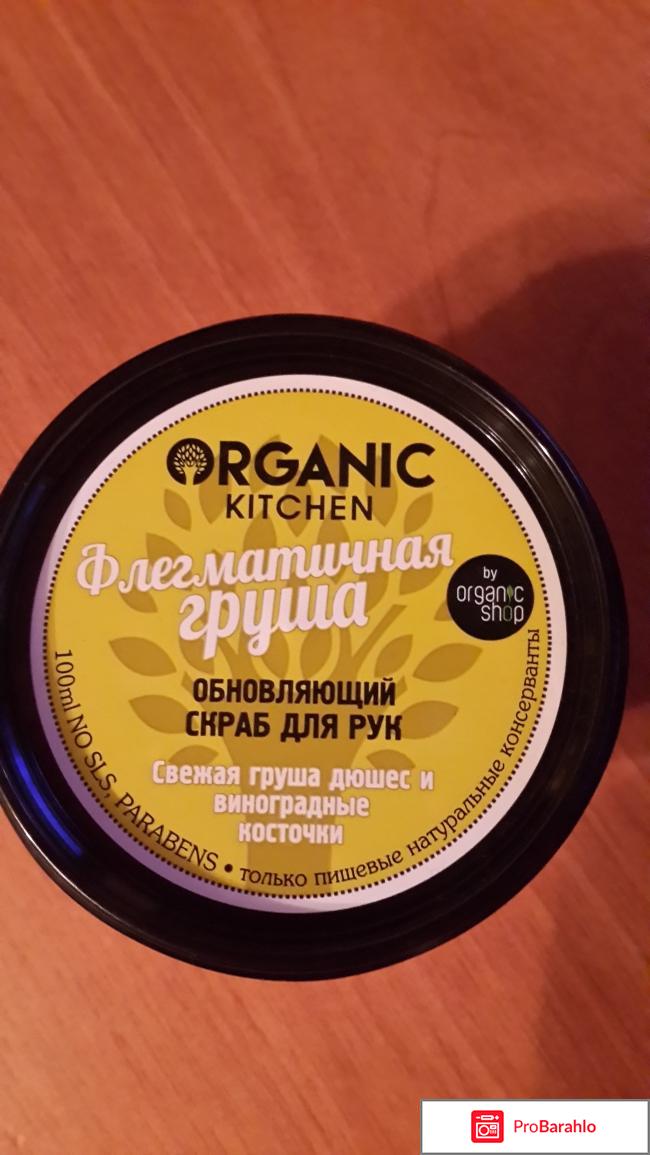 ORGANIC
KITCHEN
Флегматичная
груша
by
organic
shop
ОБНОВЛЯЮЩИЙ
СКРАБ ДЛЯ РУК
Свежая груша дюшес и
виноградные
косточки
100ml NO SLS, PARABENS • только пищевые натуральные консерванты
ProBarahlo